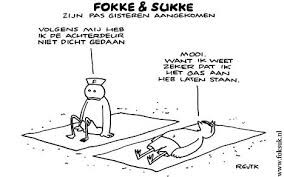 FOKKE & SUKKE
ZIJN PAS GISTEREN AANGEKOMEN
VOLGENS MIJ HEB
IK DE ACHTERDEUR
NIET DICHT GEDAAN
MOOI.
WANT IK WEET
ZEKER DAT IK
HET GAS AAN
HEB LATEN STAAN.
RGvTK
www.foksuk.nl